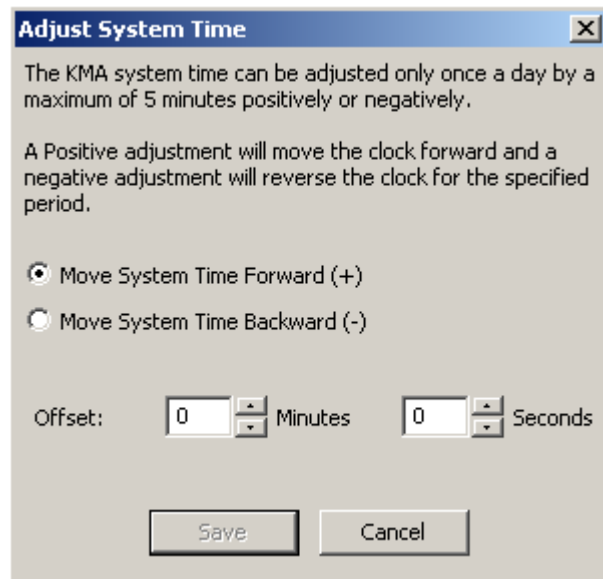 Adjust System Time
The KMA system time can be adjusted only once a day by a
maximum of 5 minutes positively or negatively.
A Positive adjustment will move the clock forward and a
negative adjustment will reverse the clock for the specified
period.
Move System Time Forward (+)
Move System Time Backward (-)
Offset: 0 Minutes 0 Seconds
Save Cancel